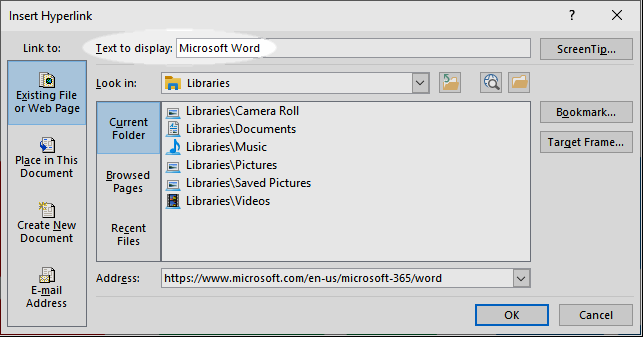 Insert Hyperlink
Link to:
Text to display: Microsoft Word
ScreenTip...
Existing File
or Web Page
Place in This
Document
Create New
Document
E-mail
Address
Look in: Libraries
Current
Folder
Browsed
Pages
Recent
Files
Libraries\Camera Roll
Libraries\Documents
Libraries\Music
Libraries\Pictures
Libraries\Saved Pictures
Libraries\Videos
Bookmark...
Target Frame...
Address: https://www.microsoft.com/en-us/microsoft-365/word
OK
Cancel